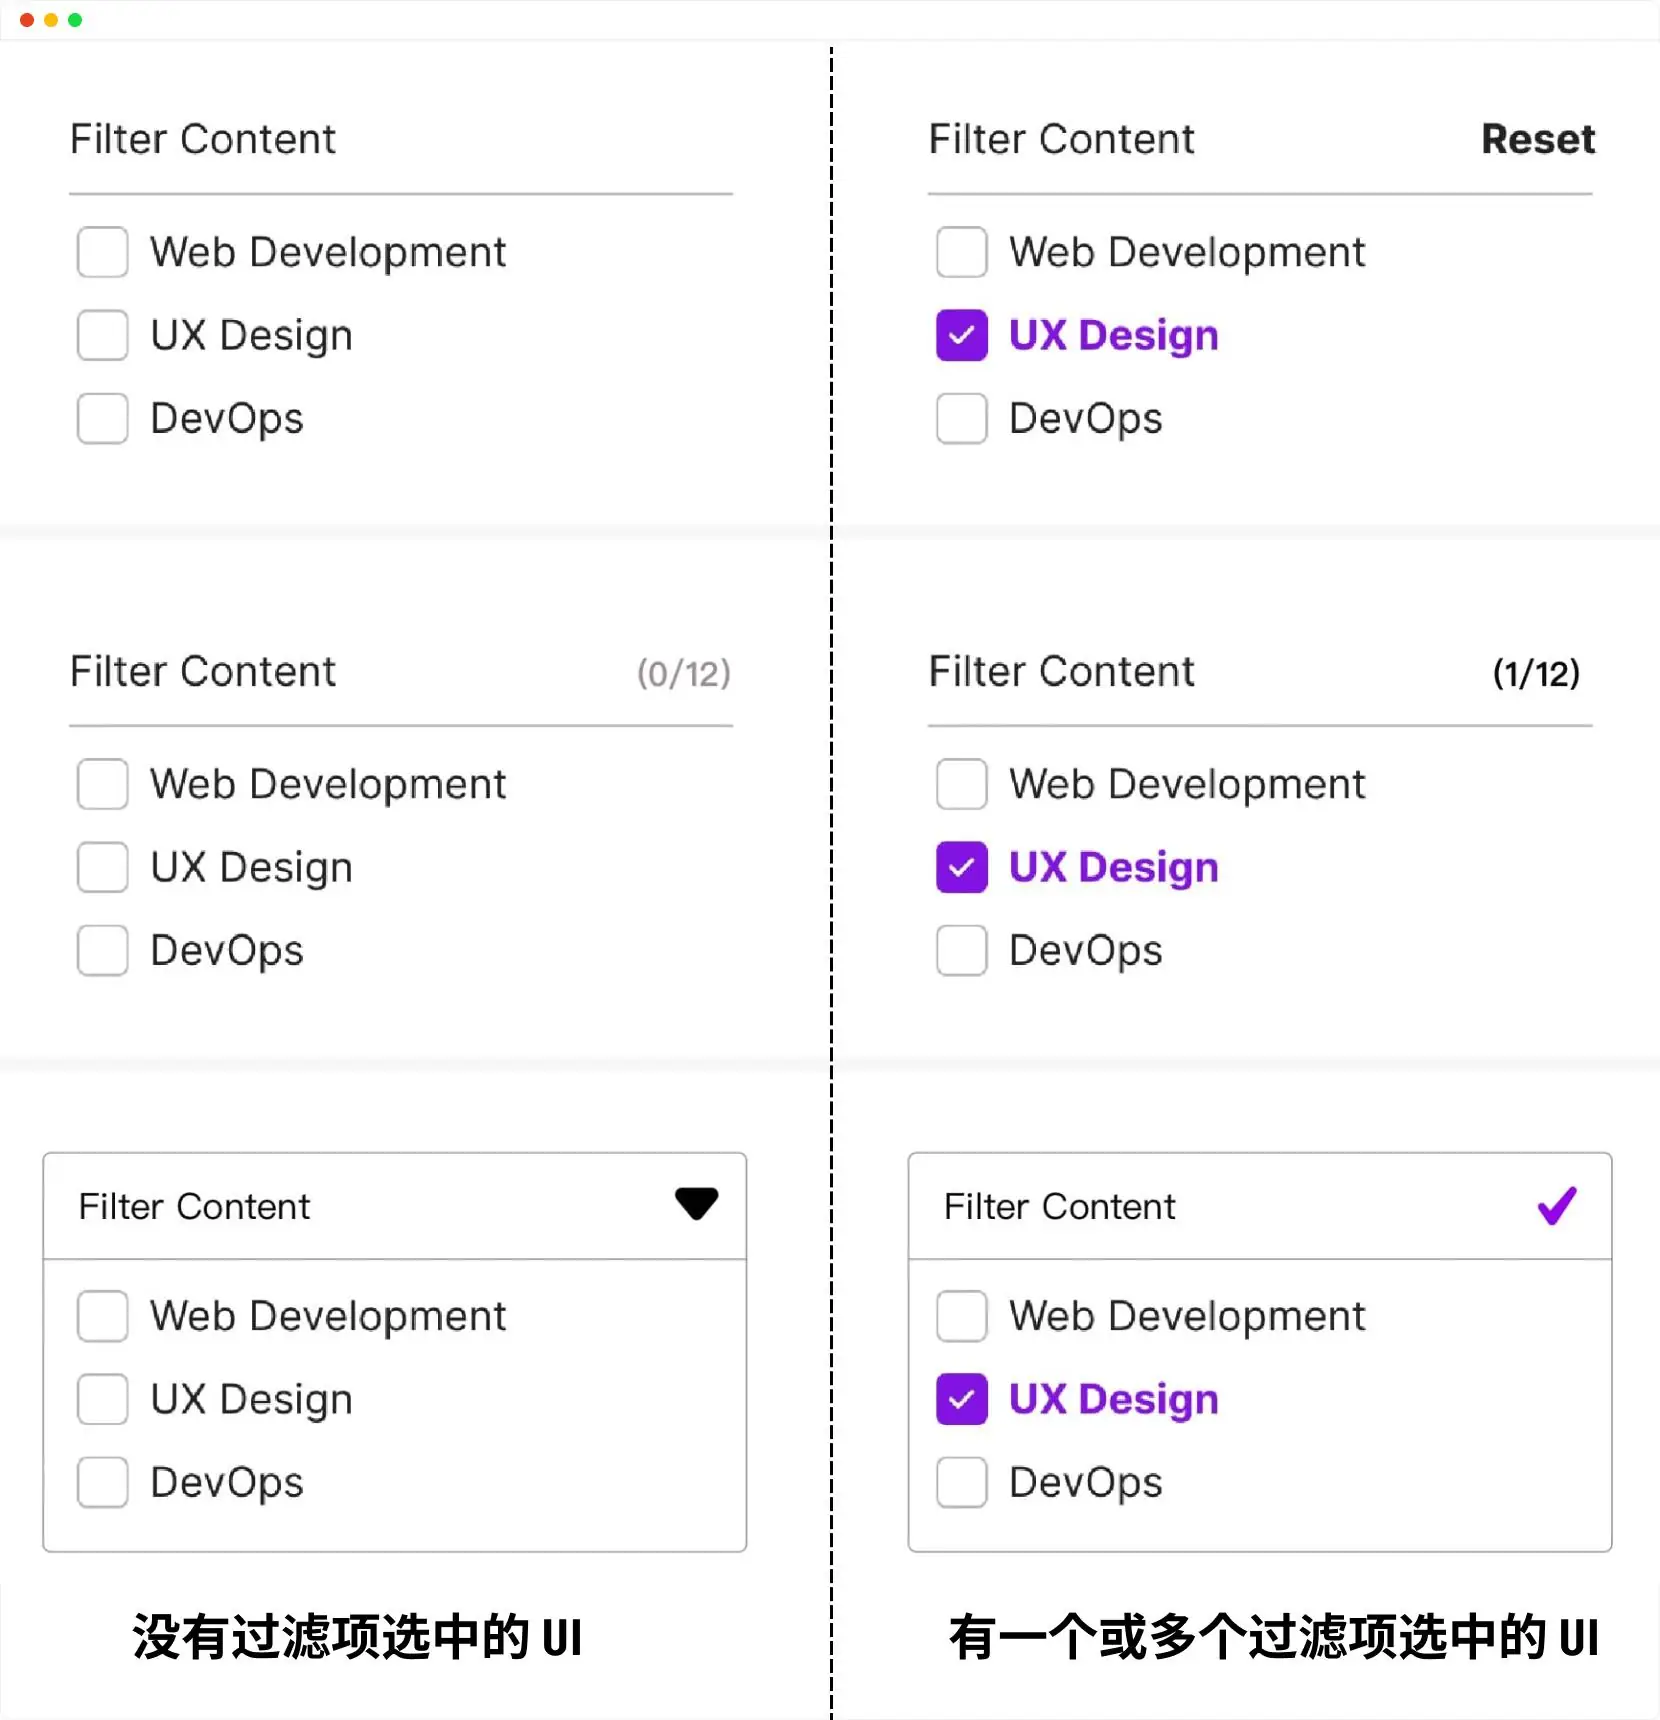 Filter Content
Web Development
UX Design
DevOps
Filter Content Reset
Web Development
UX Design
DevOps
Filter Content (0/12)
Web Development
UX Design
DevOps
Filter Content (1/12)
Web Development
UX Design
DevOps
Filter Content
Web Development
UX Design
DevOps
Filter Content
Web Development
UX Design
DevOps
没有过滤项选中的 UI
有一个或多个过滤项选中的 UI